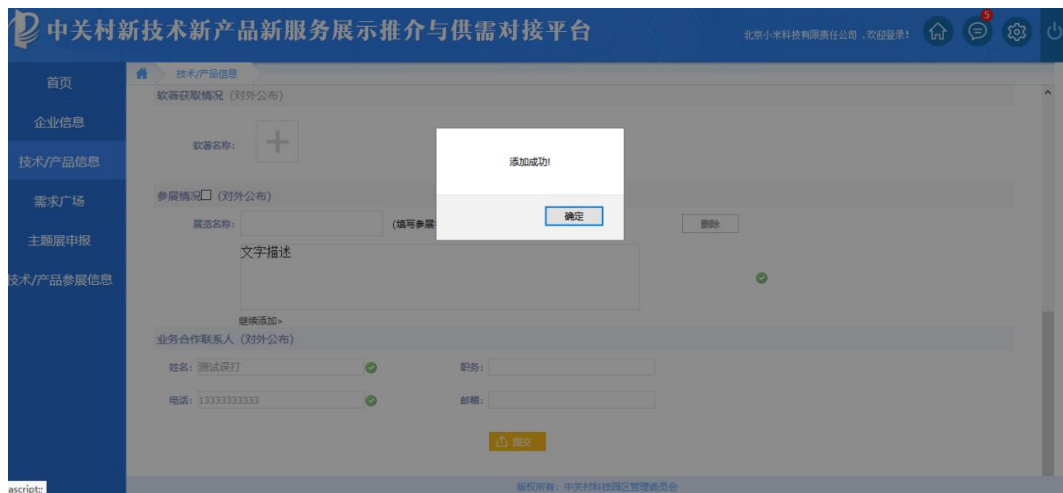 中关村新技术新产品新服务展示推介与供需对接平台
北京小米科技有限责任公司，欢迎登录！
5
首页
企业信息
技术/产品信息
需求广场
主题展申报
技术/产品参展信息
技术/产品信息
软著获取情况（对外公布）
软著名称：
添加成功!
确定
参展情况（对外公布）
展览名称：
(填写参展
删除
文字描述
继续添加>
业务合作联系人（对外公布）
姓名：测试误打
职务：
电话：13333333333
邮箱：
提交
版权所有：中关村科技园区管理委员会
ascript:;